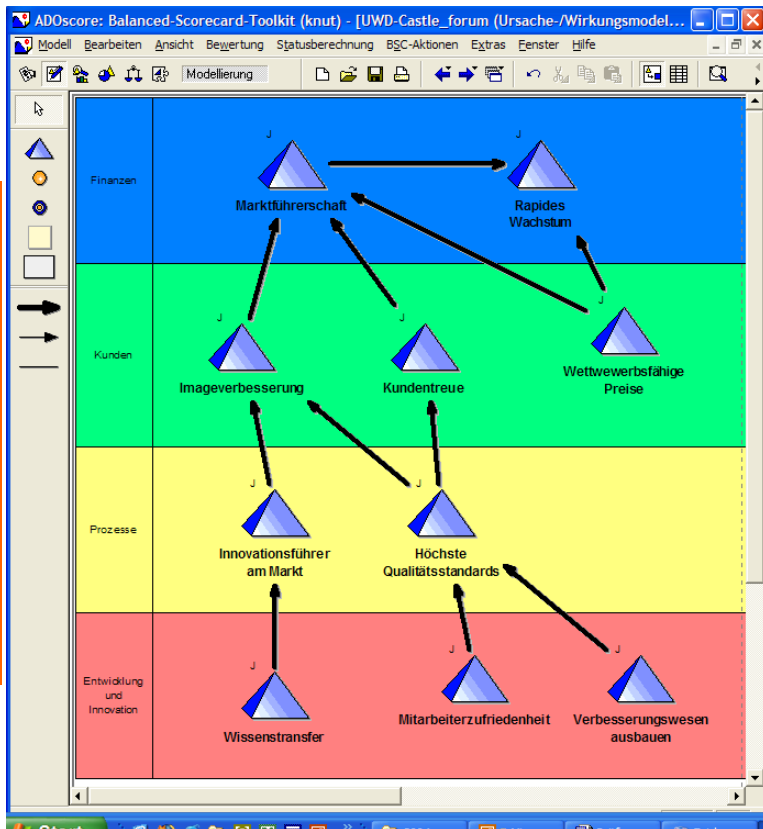 ADOscore: Balanced-Scorecard-Toolkit (knut) - [UWD-Castle_forum (Ursache-/Wirkungsmodel...
Modell Bearbeiten Ansicht Bewertung Statusberechnung BSC-Aktionen Extras Fenster Hilfe
Modellierung
Finanzen
J
Marktführerschaft
J
Rapides
Wachstum
Kunden
J
Imageverbesserung
J
Kundentreue
J
Wettwewerbsfähige
Preise
Prozesse
J
Innovationsführer
am Markt
J
Höchste
Qualitätsstandards
Entwicklung
und
Innovation
J
Wissenstransfer
J
Mitarbeiterzufriedenheit
J
Verbesserungswesen
ausbauen